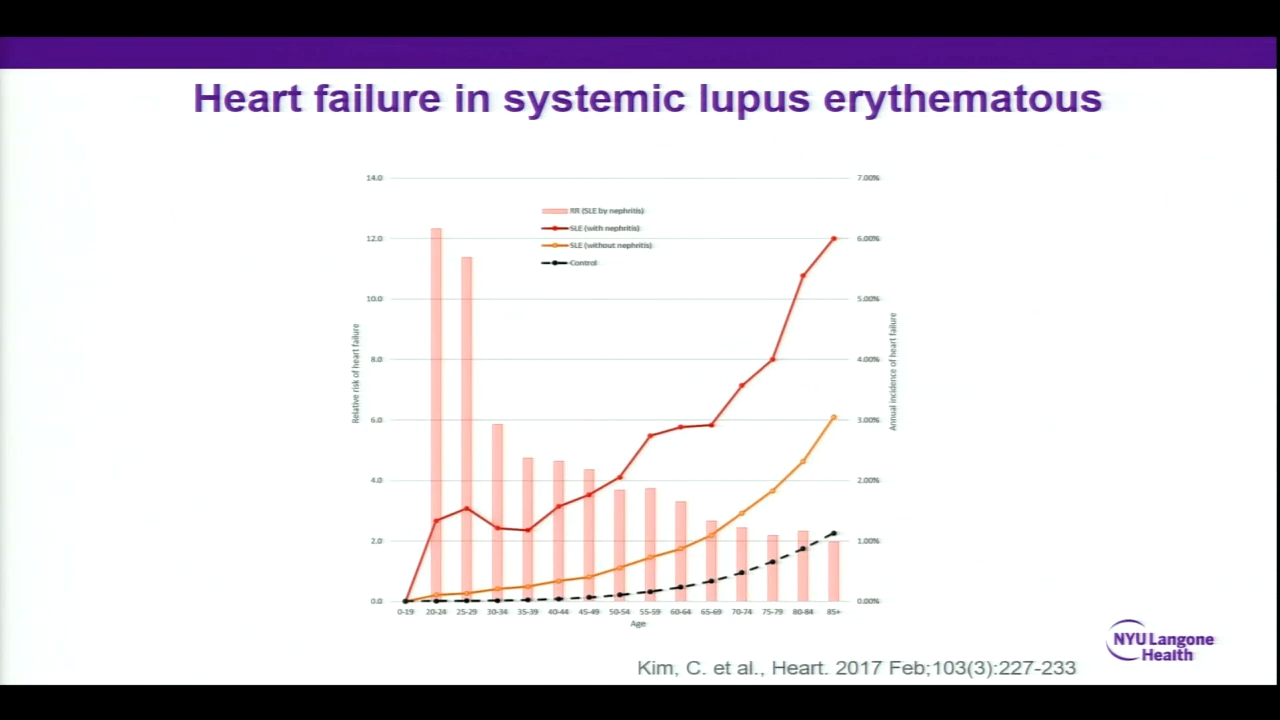 Heart failure in systemic lupus erythematous
14.0
12.0
10.0
8.0
6.0
4.0
2.0
0.0
Relative risk of heart failure
RR (SLE by nephritis)
SLE (with nephritis)
SLE (without nephritis)
Control
7.00%
6.00%
5.00%
4.00%
3.00%
2.00%
1.00%
0.00%
Annual incidence of heart failure
0-19 20-24 25-29 30-34 35-39 40-44 45-49 50-54 55-59 60-64 65-69 70-74 75-79 80-84 85+
Age
NYU Langone
Health
Kim, C. et al., Heart. 2017 Feb;103(3):227-233